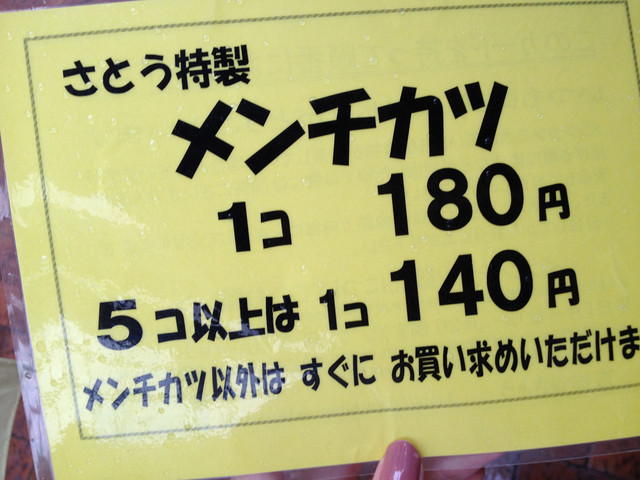 さとう特製
メンチカツ
1コ 180円
5コ以上は 1コ 140円
メンチカツ以外は すぐに お買い求めいただけま